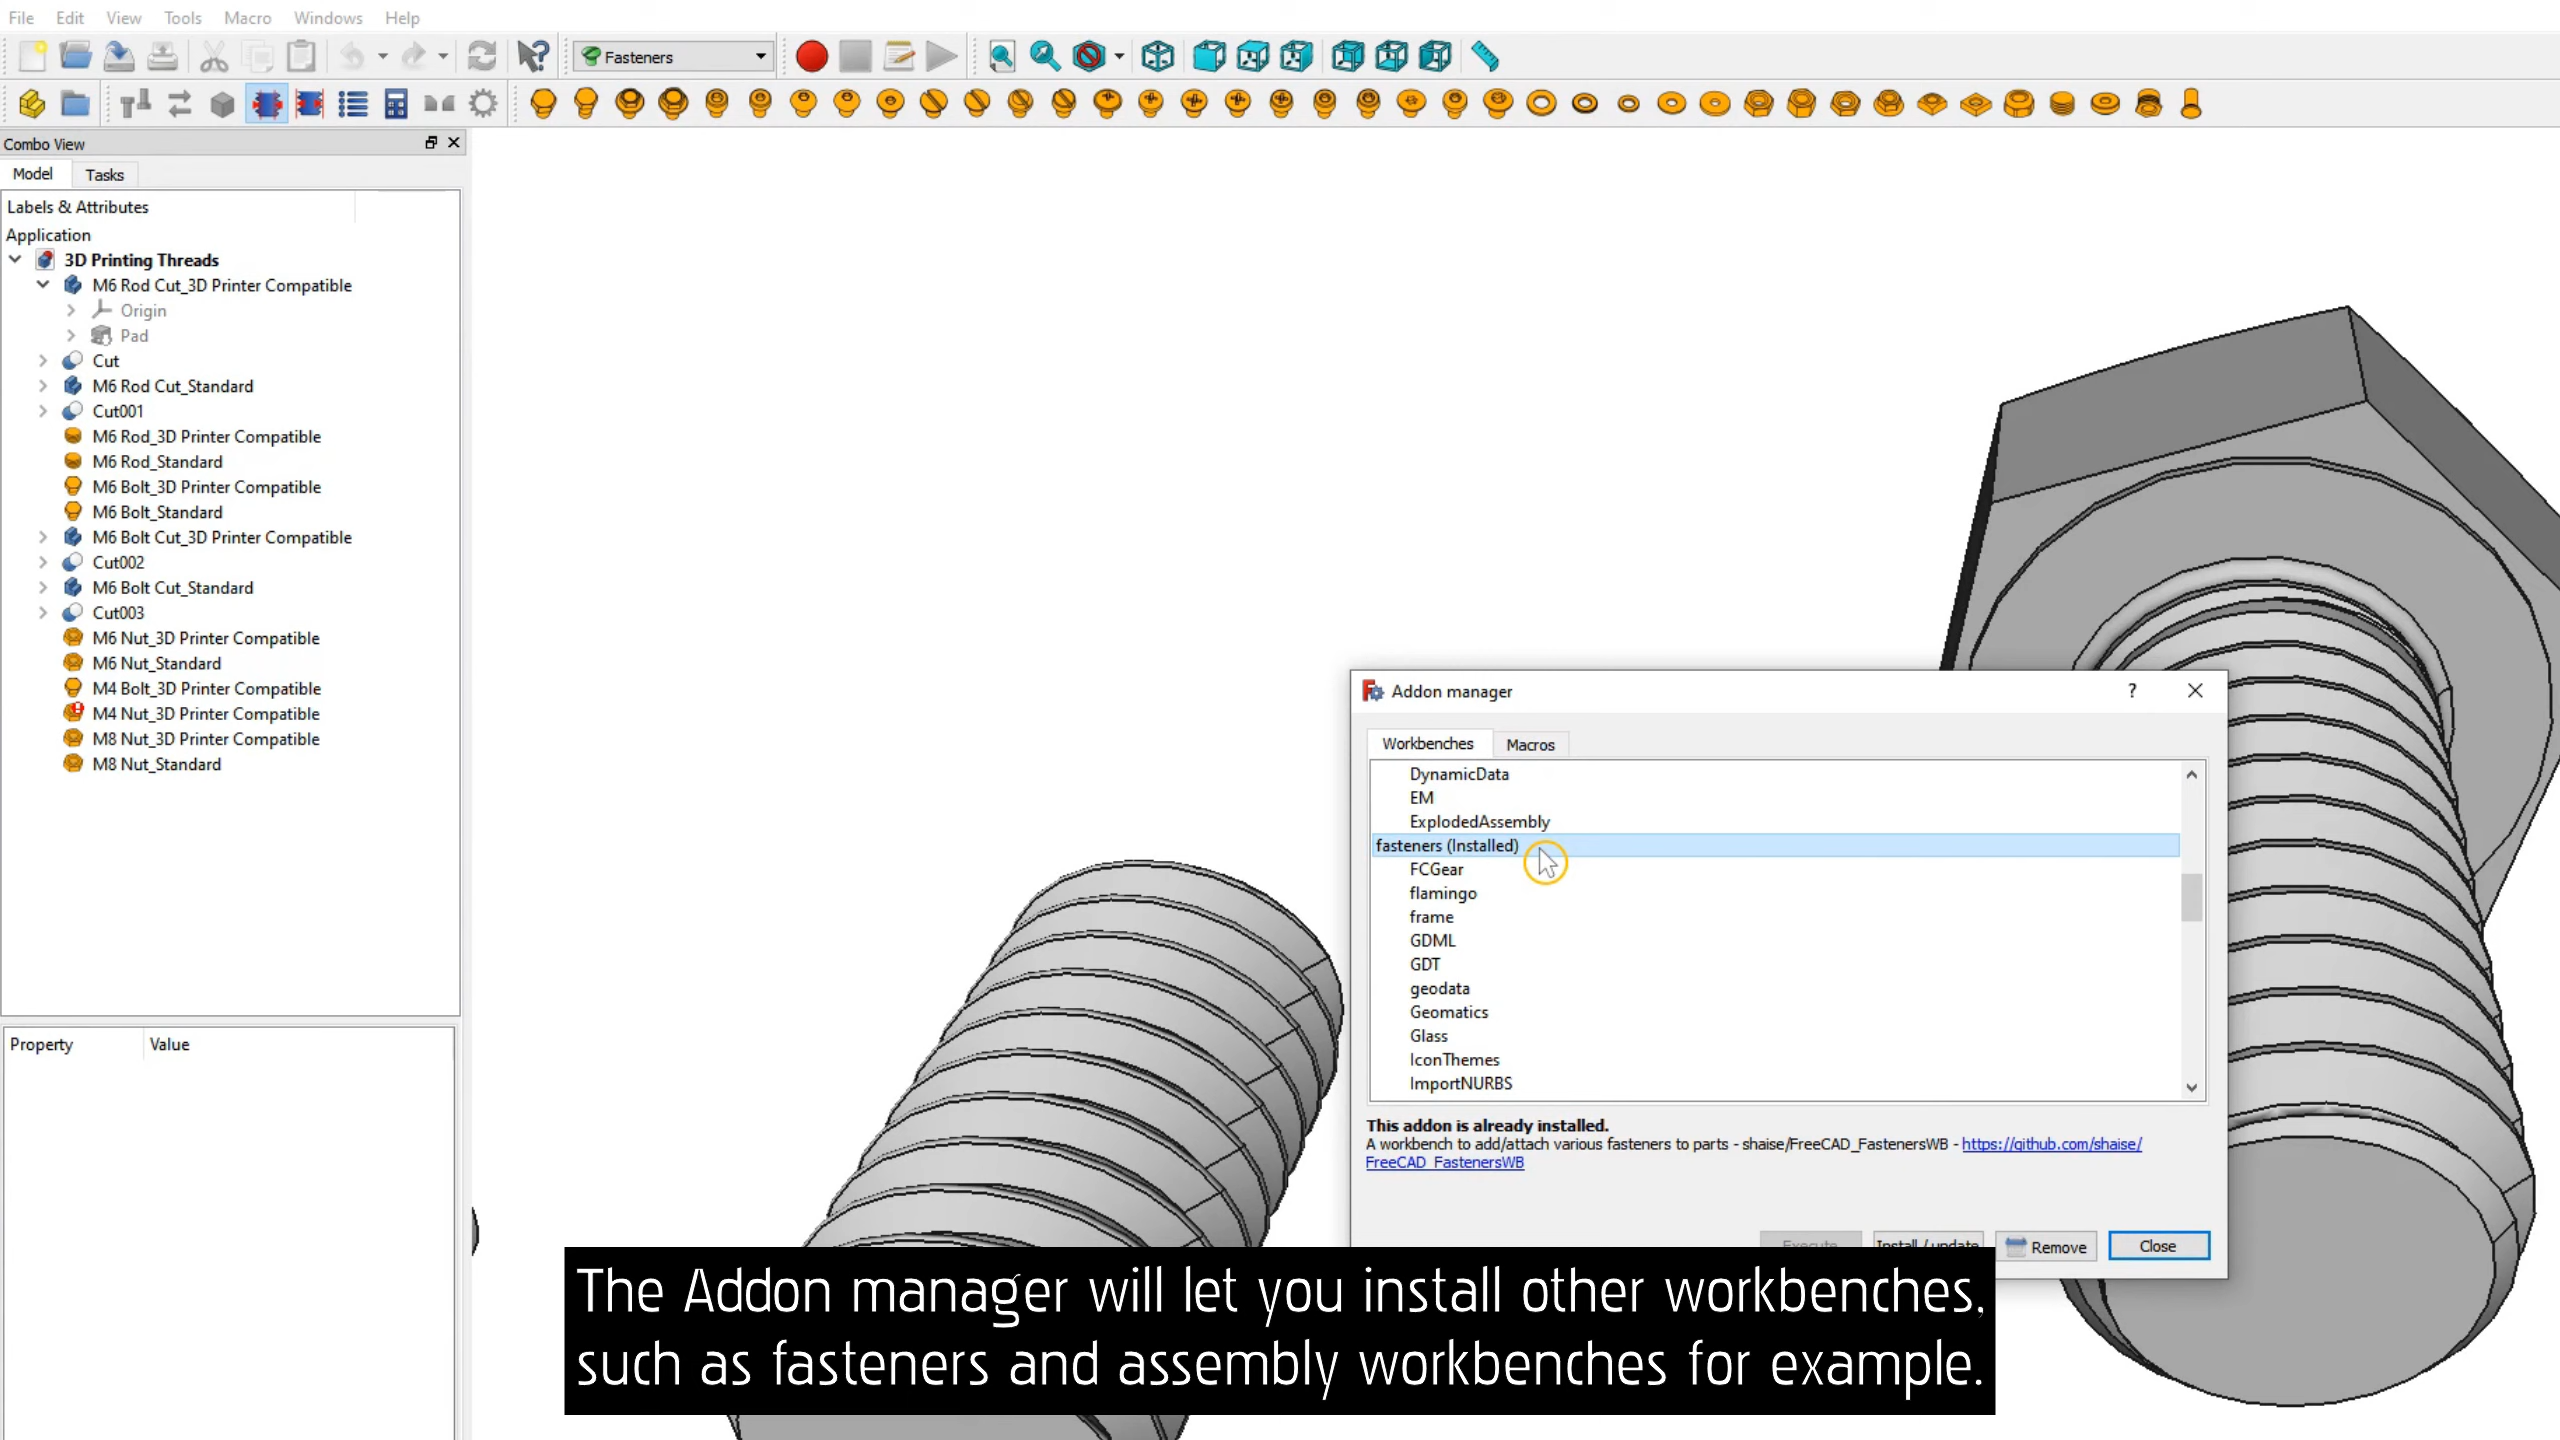 File Edit View Tools Macro Windows Help
Fasteners
Combo View
Model Tasks
Labels & Attributes
Application
3D Printing Threads
M6 Rod Cut_3D Printer Compatible
Origin
Pad
Cut
M6 Rod Cut_Standard
Cut001
M6 Rod_3D Printer Compatible
M6 Rod_Standard
M6 Bolt_3D Printer Compatible
M6 Bolt_Standard
M6 Bolt Cut_3D Printer Compatible
Cut002
M6 Bolt Cut_Standard
Cut003
M6 Nut_3D Printer Compatible
M6 Nut_Standard
M4 Bolt_3D Printer Compatible
M4 Nut_3D Printer Compatible
M8 Nut_3D Printer Compatible
M8 Nut_Standard
Property Value
Addon manager
Workbenches Macros
DynamicData
EM
ExplodedAssembly
fasteners (Installed)
FCGear
flamingo
frame
GDML
GDT
geodata
Geomatics
Glass
IconThemes
ImportNURBS
This addon is already installed.
A workbench to add/attach various fasteners to parts - shaise/FreeCAD_FastenersWB - https://github.com/shaise/
FreeCAD_FastenersWB
Execute Install / update Remove Close
The Addon manager will let you install other workbenches,
such as fasteners and assembly workbenches for example.